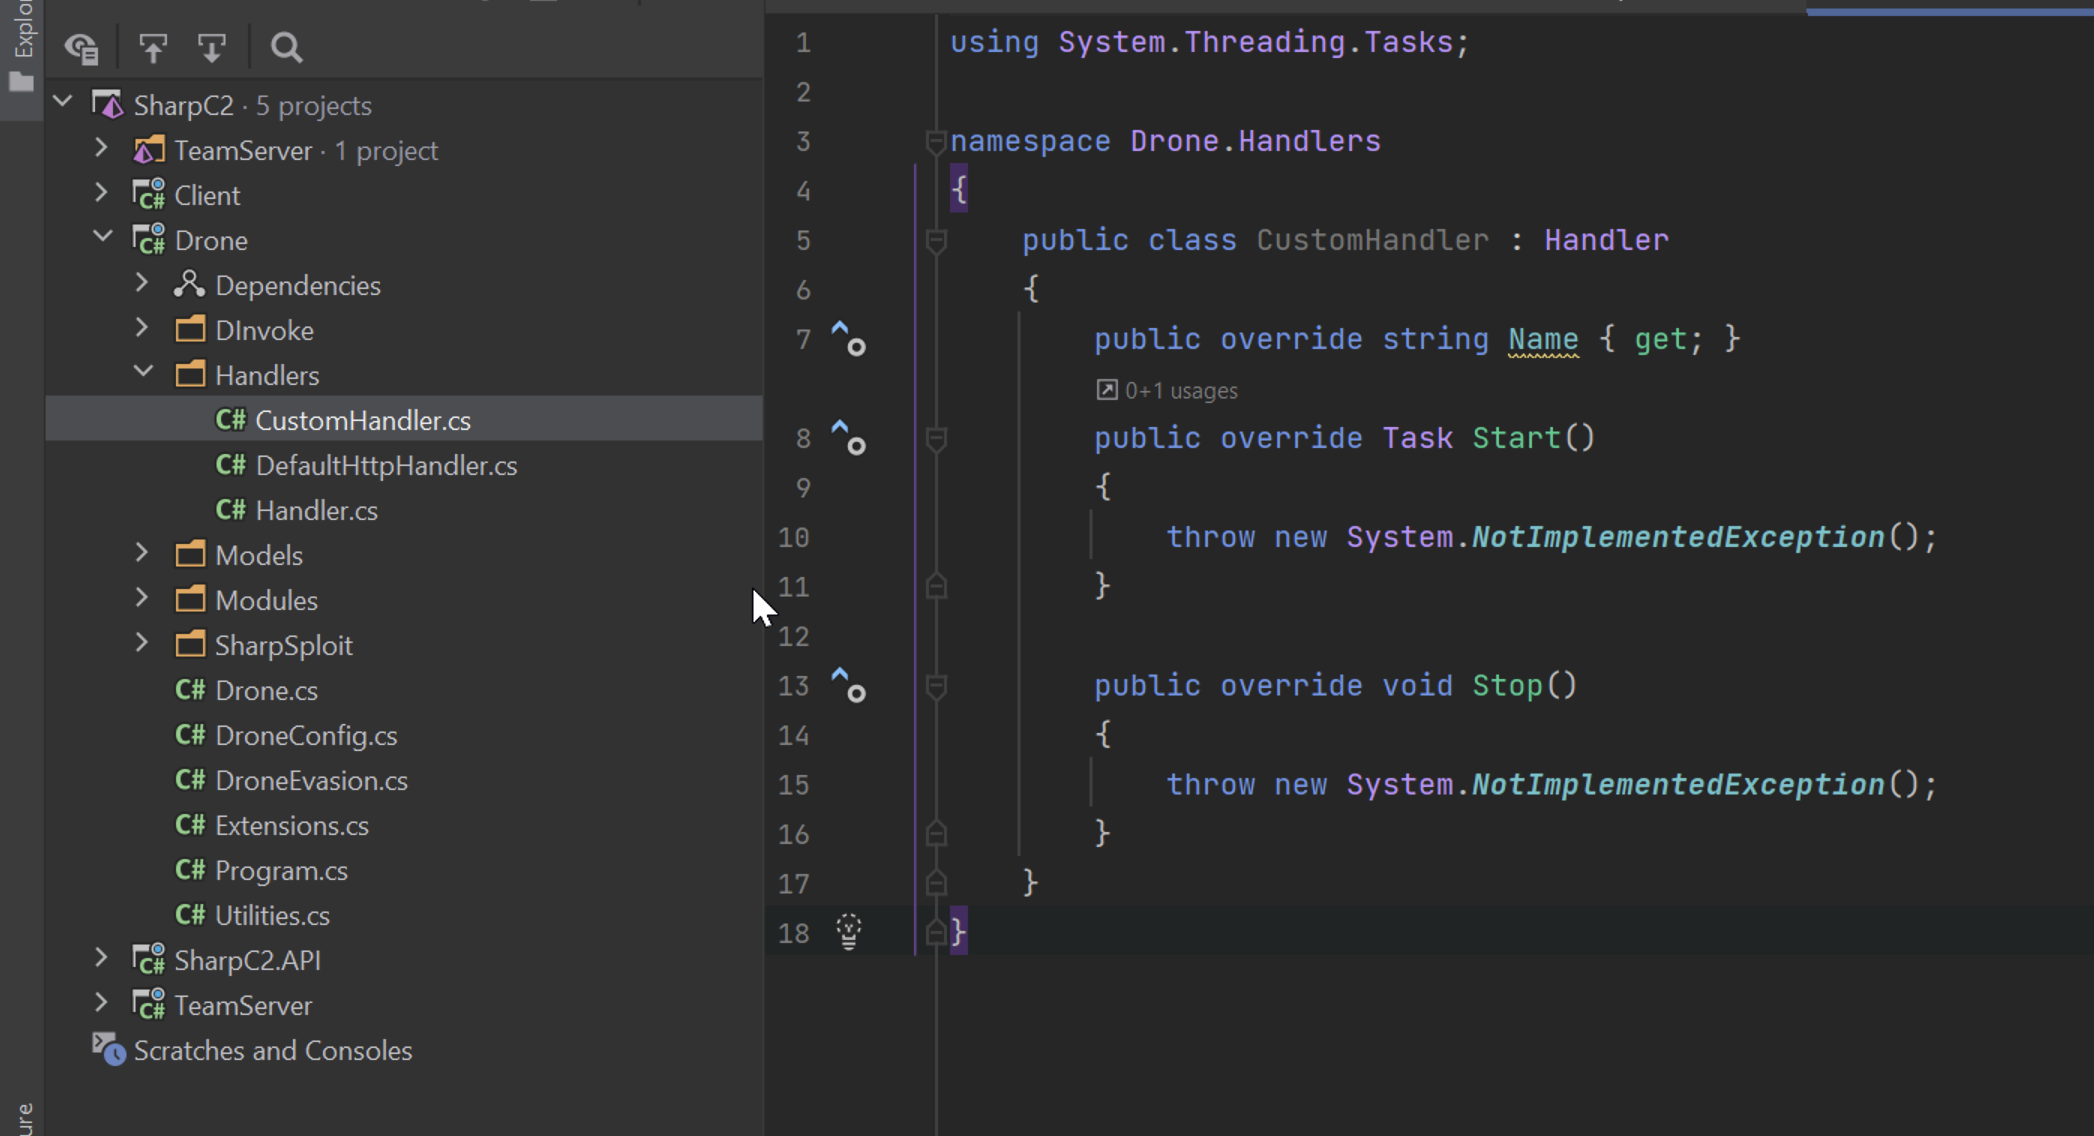 Explor
SharpC2 · 5 projects
TeamServer · 1 project
C# Client
C# Drone
Dependencies
DInvoke
Handlers
C# CustomHandler.cs
C# DefaultHttpHandler.cs
C# Handler.cs
Models
Modules
SharpSploit
C# Drone.cs
C# DroneConfig.cs
C# DroneEvasion.cs
C# Extensions.cs
C# Program.cs
C# Utilities.cs
C# SharpC2.API
C# TeamServer
Scratches and Consoles
ure
1 using System.Threading.Tasks;
2
3 namespace Drone.Handlers
4 {
5 public class CustomHandler : Handler
6 {
7 public override string Name { get; }
0+1 usages
8 public override Task Start()
9 {
10 throw new System.NotImplementedException();
11 }
12
13 public override void Stop()
14 {
15 throw new System.NotImplementedException();
16 }
17 }
18 }